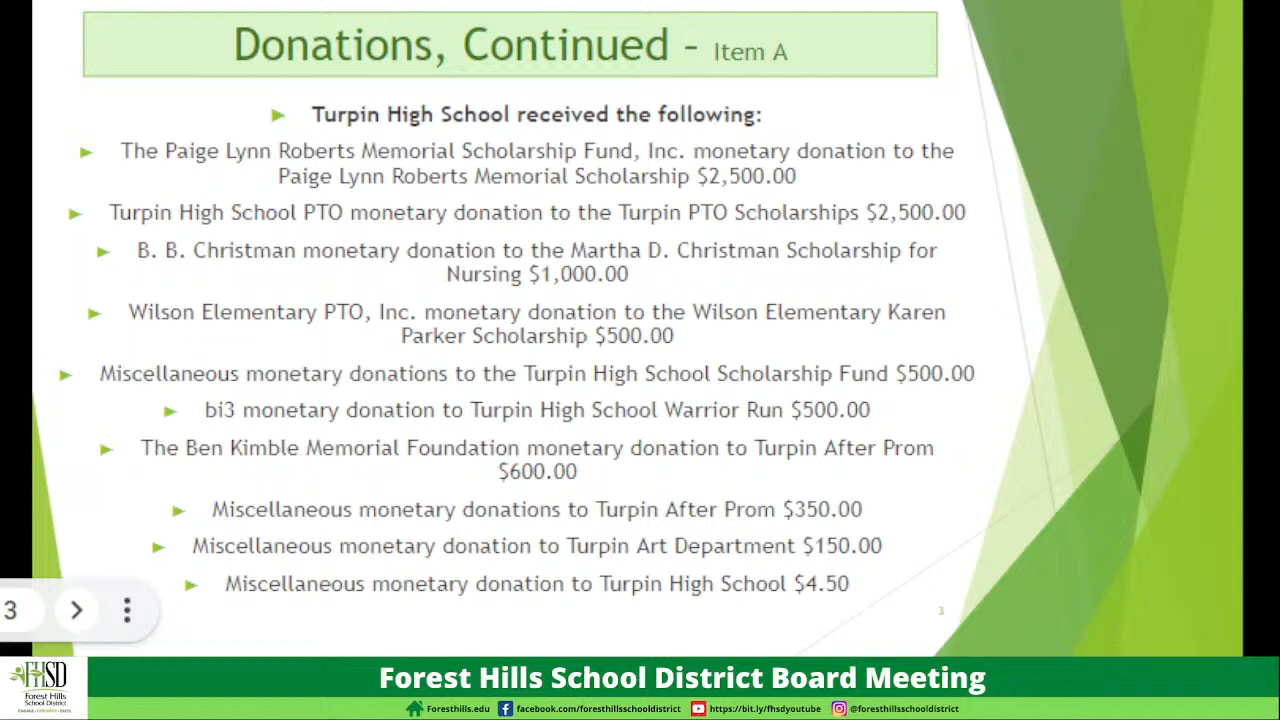 Donations, Continued - Item A
Turpin High School received the following:
The Paige Lynn Roberts Memorial Scholarship Fund, Inc. monetary donation to the
Paige Lynn Roberts Memorial Scholarship $2,500.00
Turpin High School PTO monetary donation to the Turpin PTO Scholarships $2,500.00
B. B. Christman monetary donation to the Martha D. Christman Scholarship for
Nursing $1,000.00
Wilson Elementary PTO, Inc. monetary donation to the Wilson Elementary Karen
Parker Scholarship $500.00
Miscellaneous monetary donations to the Turpin High School Scholarship Fund $500.00
bi3 monetary donation to Turpin High School Warrior Run $500.00
The Ben Kimble Memorial Foundation monetary donation to Turpin After Prom
$600.00
Miscellaneous monetary donations to Turpin After Prom $350.00
Miscellaneous monetary donation to Turpin Art Department $150.00
Miscellaneous monetary donation to Turpin High School $4.50
3
3
FHSD
Forest Hills
School District
Forest Hills School District Board Meeting
Foresthills.edu facebook.com/foresthillsschooldistrict https://bit.ly/fhsdyoutube @foresthillsschooldistrict